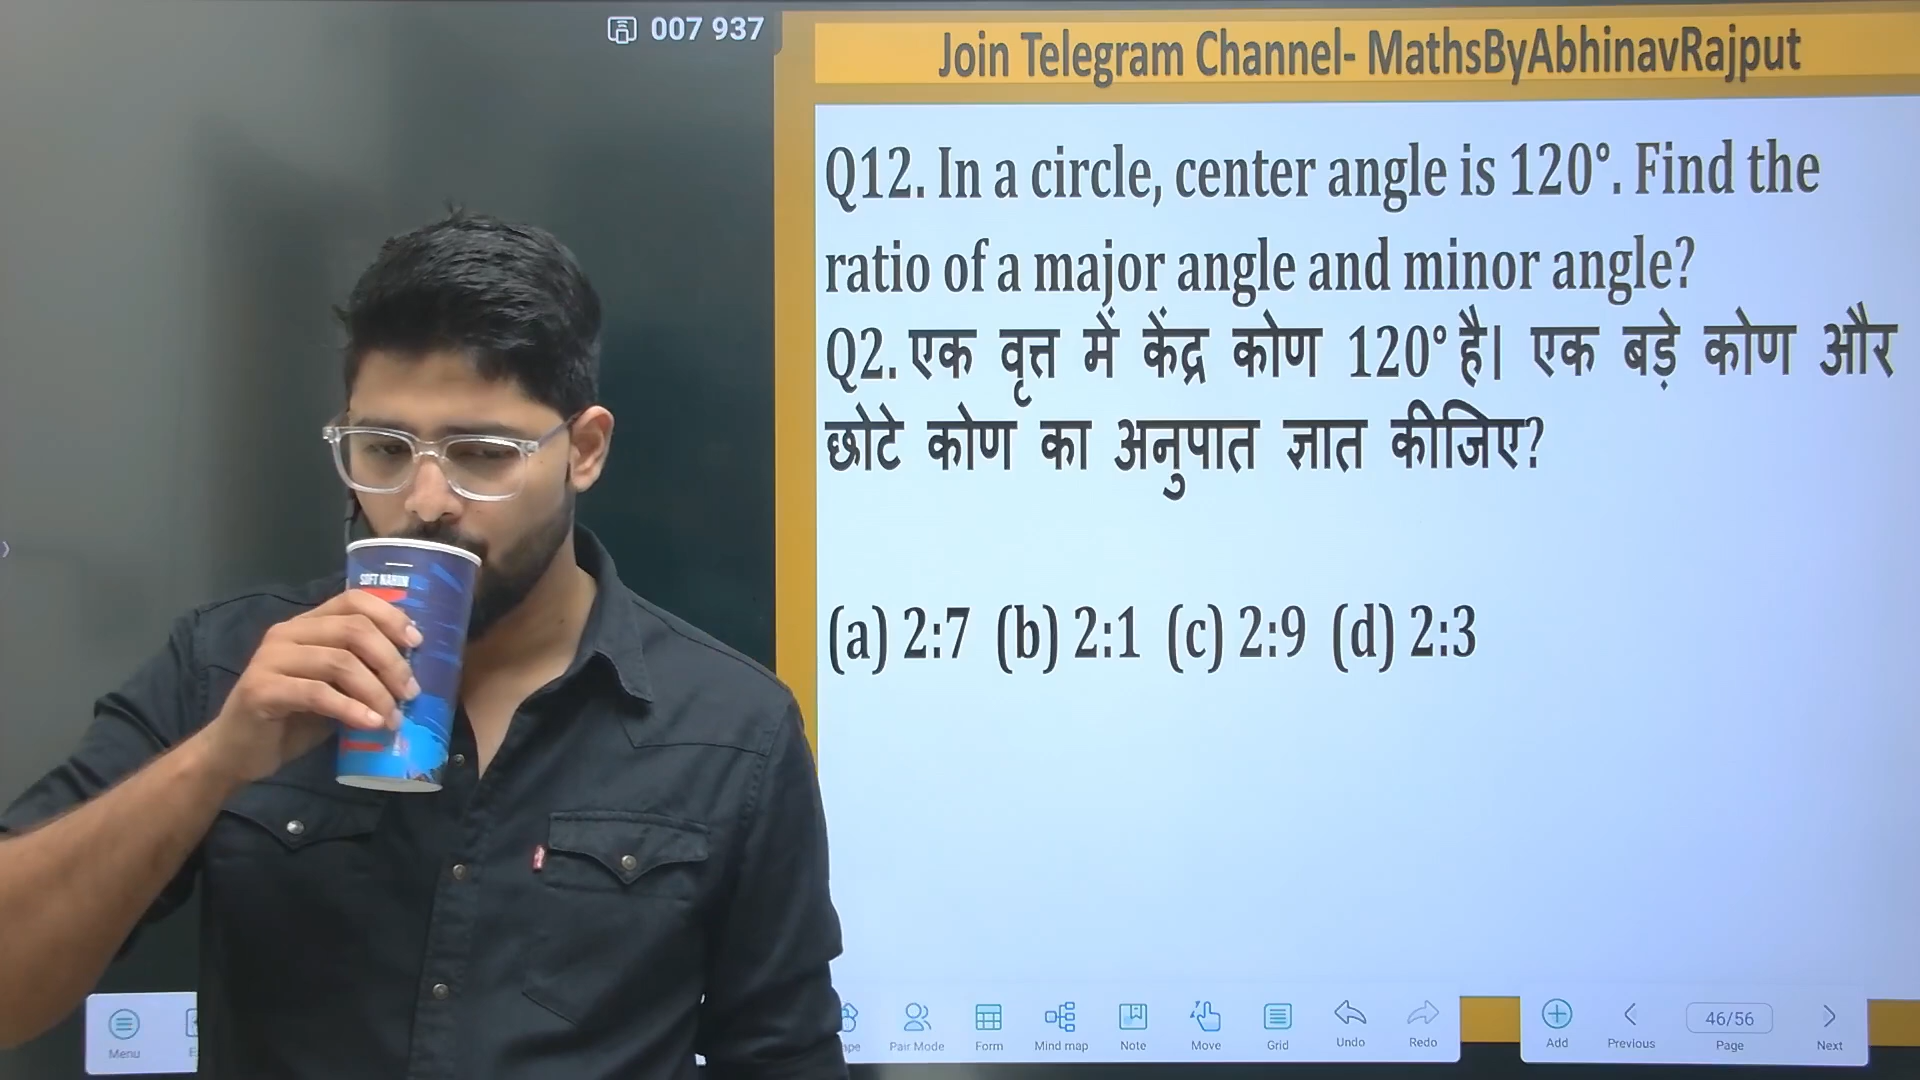 007 937
Join Telegram Channel- MathsByAbhinavRajput
Q12. In a circle, center angle is 120°. Find the
ratio of a major angle and minor angle?
Q2. एक वृत्त में केंद्र कोण 120° है। एक बड़े कोण और
छोटे कोण का अनुपात ज्ञात कीजिए?
(a) 2:7 (b) 2:1 (c) 2:9 (d) 2:3
Menu
Pair Mode
Form
Mind map
Note
Move
Grid
Undo
Redo
Add
Previous
46/56
Page
Next